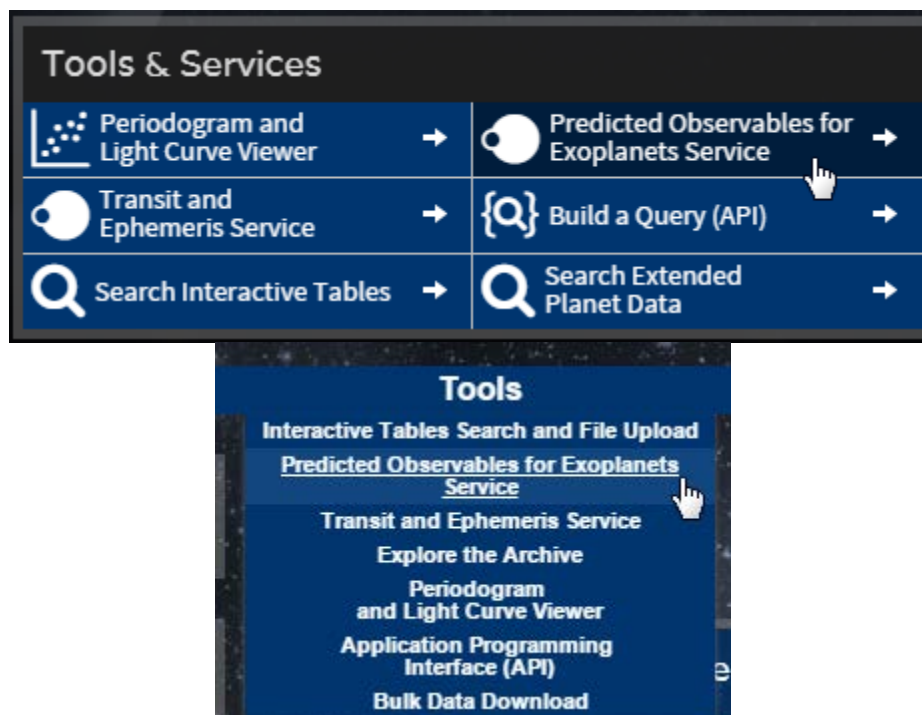 Tools & Services
Periodogram and
Light Curve Viewer
Predicted Observables for
Exoplanets Service
Transit and
Ephemeris Service
{Q} Build a Query (API)
Search Interactive Tables
Search Extended
Planet Data
Tools
Interactive Tables Search and File Upload
Predicted Observables for Exoplanets
Service
Transit and Ephemeris Service
Explore the Archive
Periodogram
and Light Curve Viewer
Application Programming
Interface (API)
Bulk Data Download
e